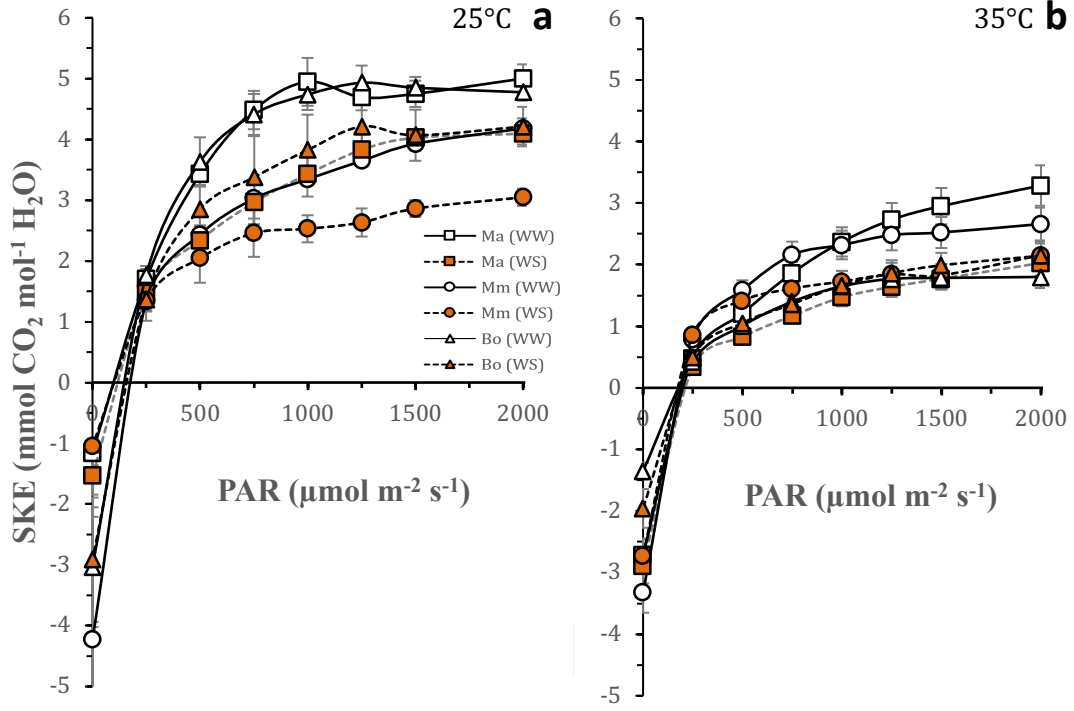 25°C a
6
5
4
3
2
1
0
-1
-2
-3
-4
-5
0 500 1000 1500 2000
SKE (mmol CO₂ mol⁻¹ H₂O)
PAR (µmol m⁻² s⁻¹)
Ma (WW)
Ma (WS)
Mm (WW)
Mm (WS)
Bo (WW)
Bo (WS)
35°C b
6
5
4
3
2
1
0
-1
-2
-3
-4
-5
0 500 1000 1500 2000
PAR (µmol m⁻² s⁻¹)